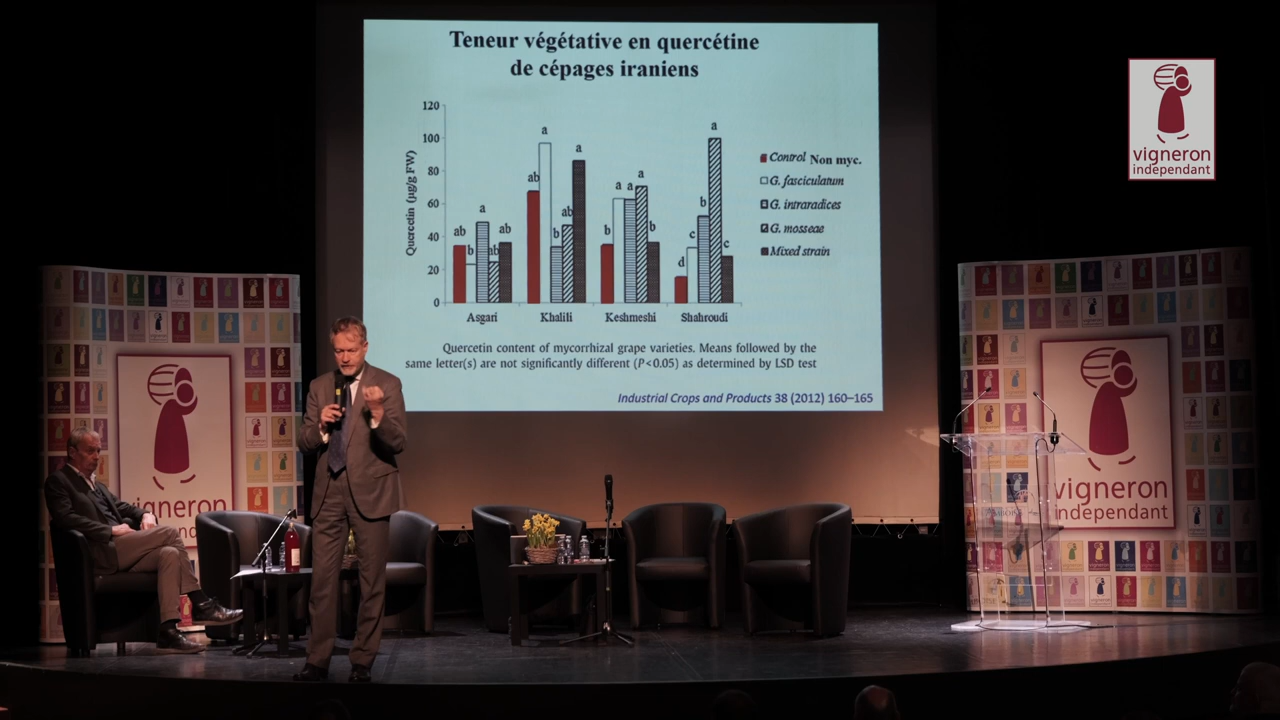 Teneur végétative en quercétine
de cépages iraniens
120
100
80
60
40
20
0
Quercetin (µg/g FW)
ab
b
a
ab
ab
ab
a
b
ab
a
b
a
a
a
b
d
c
b
a
c
Asgari
Khalili
Keshmeshi
Shahroudi
Control Non myc.
G. fasciculatum
G. intraradices
G. mosseae
Mixed strain
Quercetin content of mycorrhizal grape varieties. Means followed by the
same letter(s) are not significantly different (P<0.05) as determined by LSD test
Industrial Crops and Products 38 (2012) 160–165
vigneron
independant
vigneron
indépendant
vigneron
indépendant